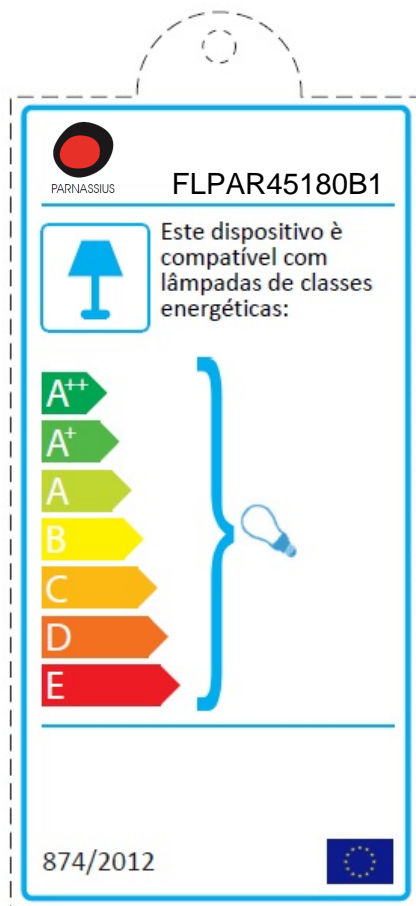 PARNASSIUS
FLPAR45180B1
Este dispositivo è
compatível com
lâmpadas de classes
energéticas:
A++
A+
A
B
C
D
E
874/2012